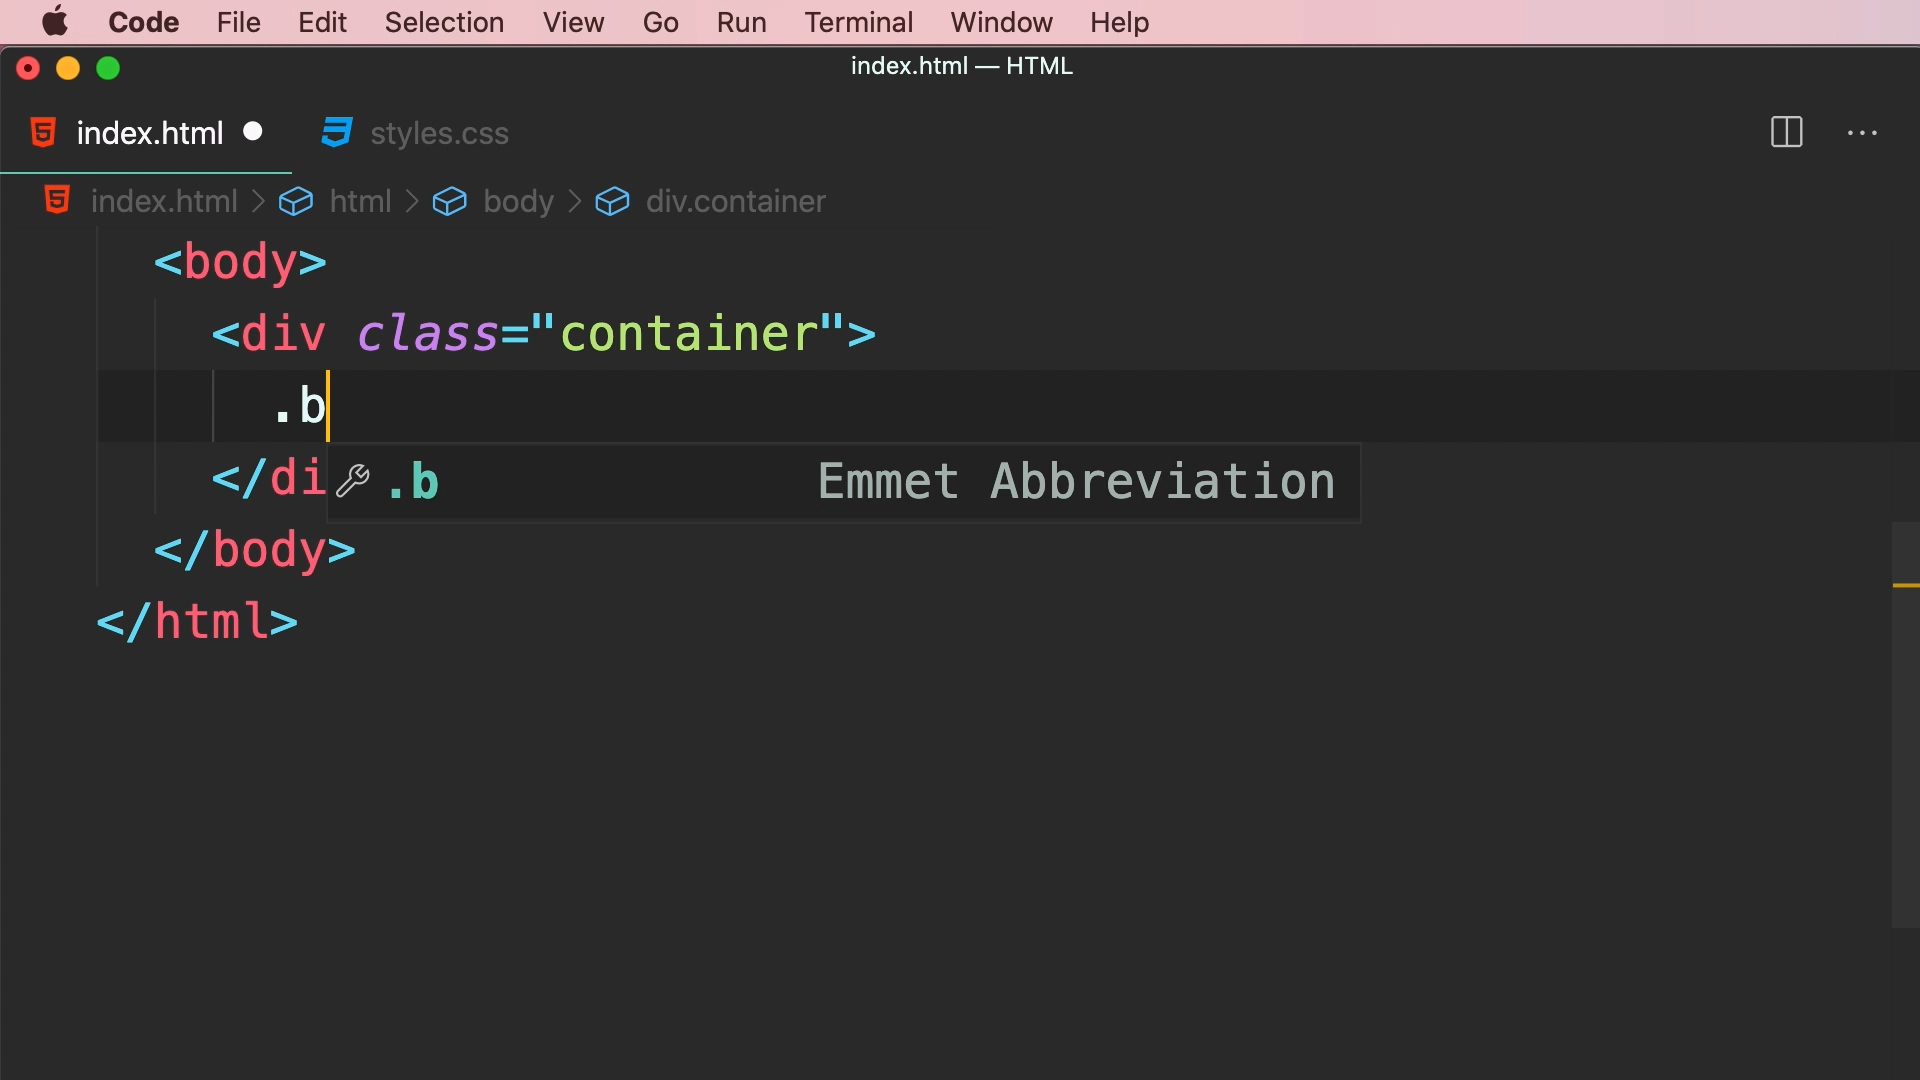 Code File Edit Selection View Go Run Terminal Window Help
index.html — HTML
index.html styles.css
index.html > html > body > div.container
<body>
<div class="container">
.b
</di
.b Emmet Abbreviation
</body>
</html>